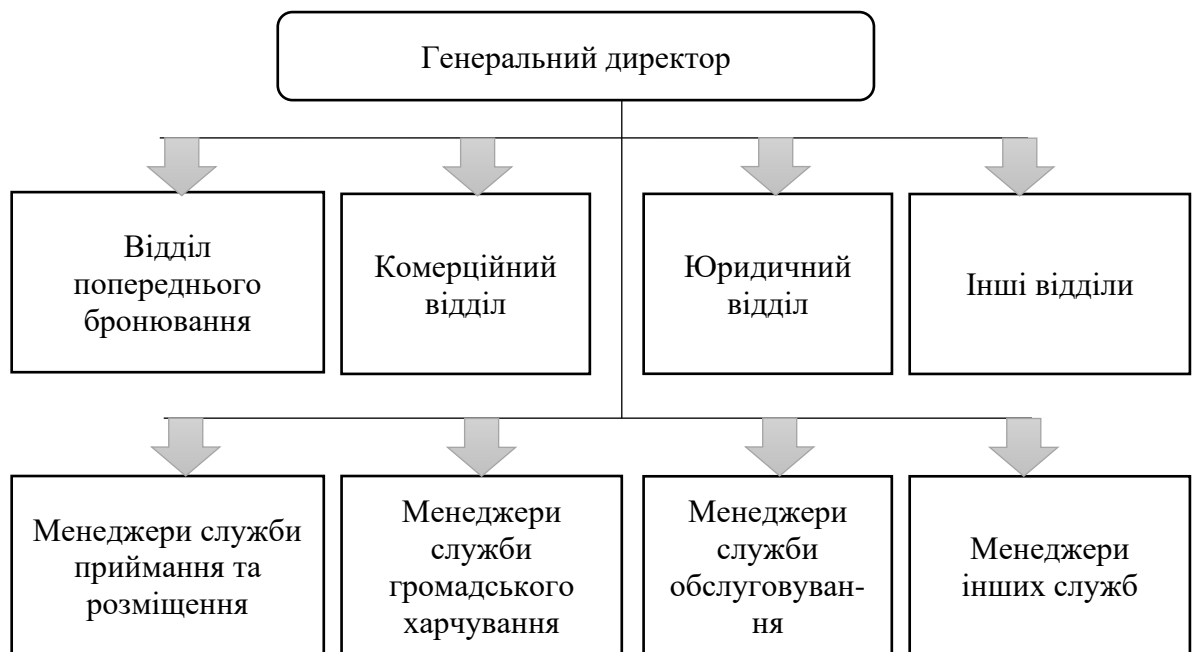 Генеральний директор
Відділ
попереднього
бронювання
Комерційний
відділ
Юридичний
відділ
Інші відділи
Менеджери служби
приймання та
розміщення
Менеджери
служби
громадського
харчування
Менеджери
служби
обслуговуван-
ня
Менеджери
інших служб